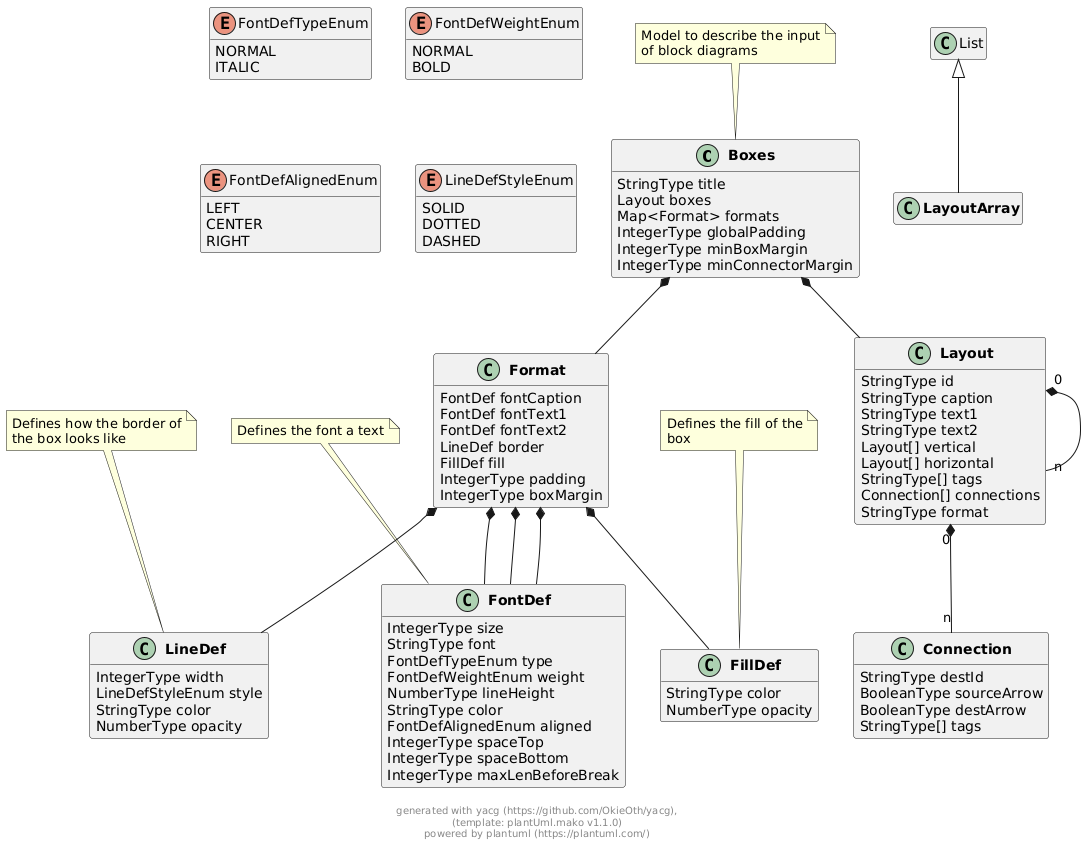 E FontDefTypeEnum
NORMAL
ITALIC
E FontDefWeightEnum
NORMAL
BOLD
Model to describe the input
of block diagrams
C List
E FontDefAlignedEnum
LEFT
CENTER
RIGHT
E LineDefStyleEnum
SOLID
DOTTED
DASHED
C Boxes
StringType title
Layout boxes
Map<Format> formats
IntegerType globalPadding
IntegerType minBoxMargin
IntegerType minConnectorMargin
C LayoutArray
Defines how the border of
the box looks like
Defines the font a text
C Format
FontDef fontCaption
FontDef fontText1
FontDef fontText2
LineDef border
FillDef fill
IntegerType padding
IntegerType boxMargin
Defines the fill of the
box
C Layout
StringType id
StringType caption
StringType text1
StringType text2
Layout[] vertical
Layout[] horizontal
StringType[] tags
Connection[] connections
StringType format
0
n
0
n
C LineDef
IntegerType width
LineDefStyleEnum style
StringType color
NumberType opacity
C FontDef
IntegerType size
StringType font
FontDefTypeEnum type
FontDefWeightEnum weight
NumberType lineHeight
StringType color
FontDefAlignedEnum aligned
IntegerType spaceTop
IntegerType spaceBottom
IntegerType maxLenBeforeBreak
C FillDef
StringType color
NumberType opacity
C Connection
StringType destId
BooleanType sourceArrow
BooleanType destArrow
StringType[] tags
generated with yacg (https://github.com/OkieOth/yacg),
(template: plantUml.mako v1.1.0)
powered by plantuml (https://plantuml.com/)